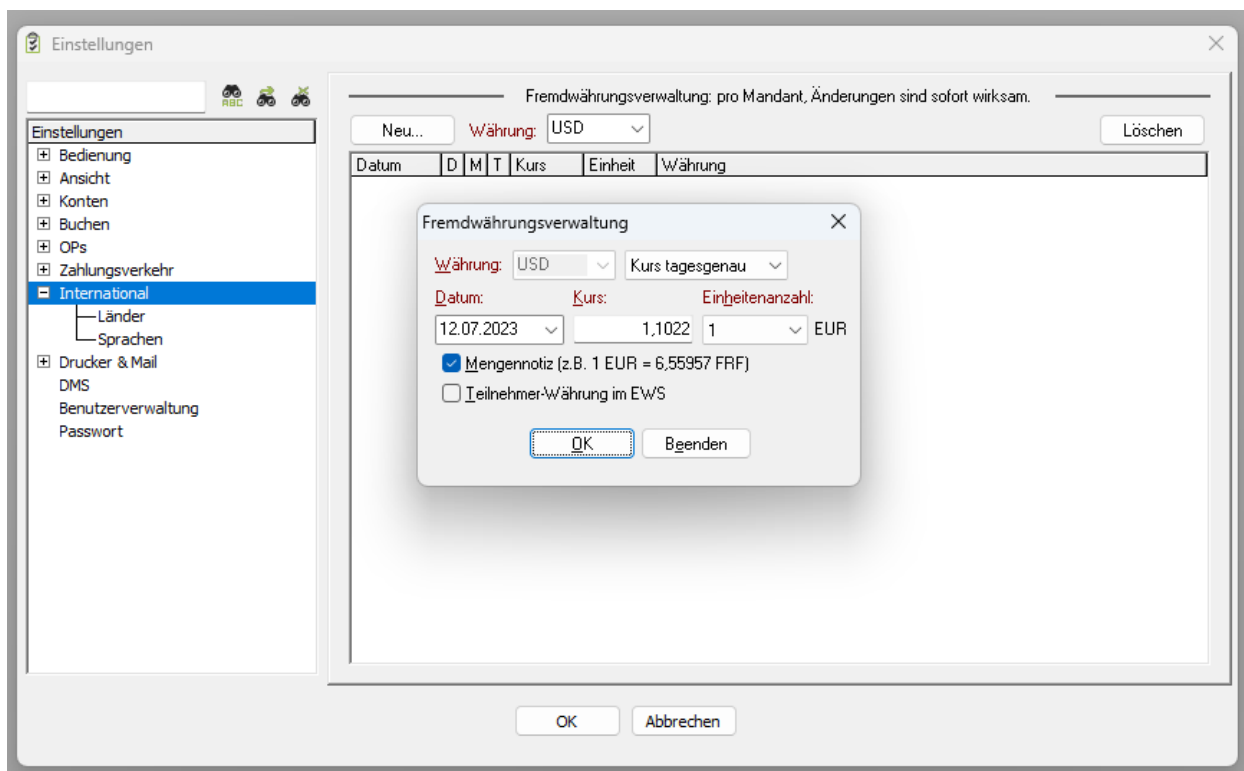 Einstellungen
ABC
Fremdwährungsverwaltung: pro Mandant, Änderungen sind sofort wirksam.
Neu... Währung: USD Löschen
Datum D M T Kurs Einheit Währung
Einstellungen
Bedienung
Ansicht
Konten
Buchen
OPs
Zahlungsverkehr
International
Länder
Sprachen
Drucker & Mail
DMS
Benutzerverwaltung
Passwort
Fremdwährungsverwaltung
Währung: USD Kurs tagesgenau
Datum: Kurs: Einheitenanzahl:
12.07.2023 1,1022 1 EUR
Mengennotiz (z.B. 1 EUR = 6,55957 FRF)
Teilnehmer-Währung im EWS
OK Beenden
OK Abbrechen